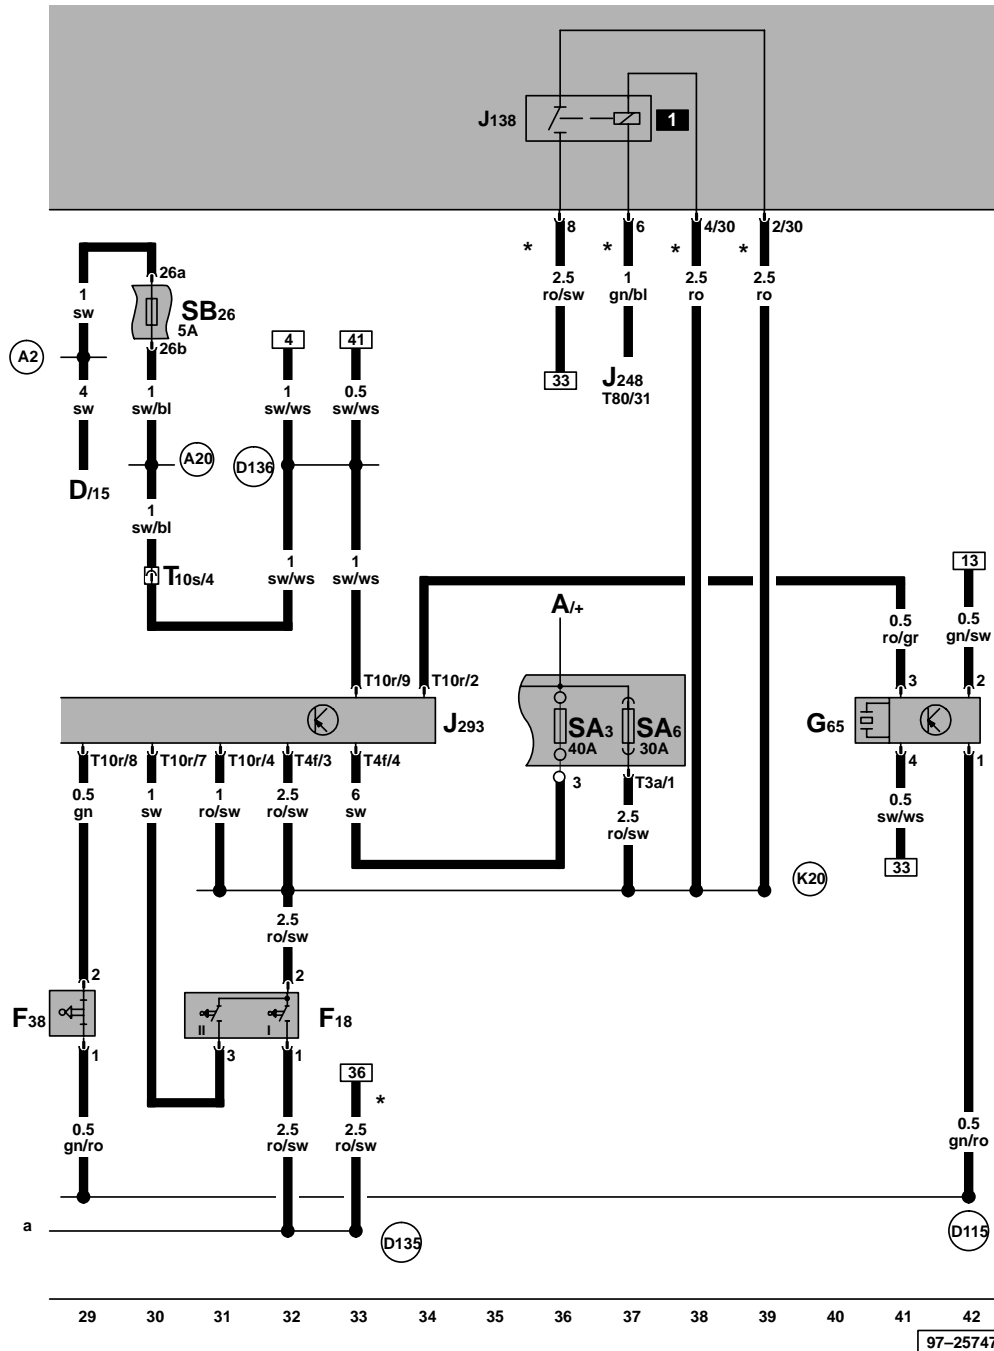 J138
1
8
6
4/30
2/30
*
*
*
*
2.5
ro/sw
1
gn/bl
2.5
ro
2.5
ro
26a
1
sw
SB26
5A
26b
A2
4
41
33
J248
T80/31
4
sw
1
sw/bl
1
sw/ws
0.5
sw/ws
A20
D136
D/15
1
sw/bl
T10s/4
1
sw/ws
1
sw/ws
13
A/+
0.5
ro/gr
0.5
gn/sw
T10r/9
T10r/2
3
2
J293
SA3
40A
SA6
30A
G65
T10r/8
T10r/7
T10r/4
T4f/3
T4f/4
3
T3a/1
4
1
0.5
gn
1
sw
1
ro/sw
2.5
ro/sw
6
sw
2.5
ro/sw
0.5
sw/ws
33
K20
2.5
ro/sw
2
2
F38
II
I
F18
1
3
1
36
*
0.5
gn/ro
2.5
ro/sw
2.5
ro/sw
0.5
gn/ro
a
D135
D115
29 30 31 32 33 34 35 36 37 38 39 40 41 42
97–25747